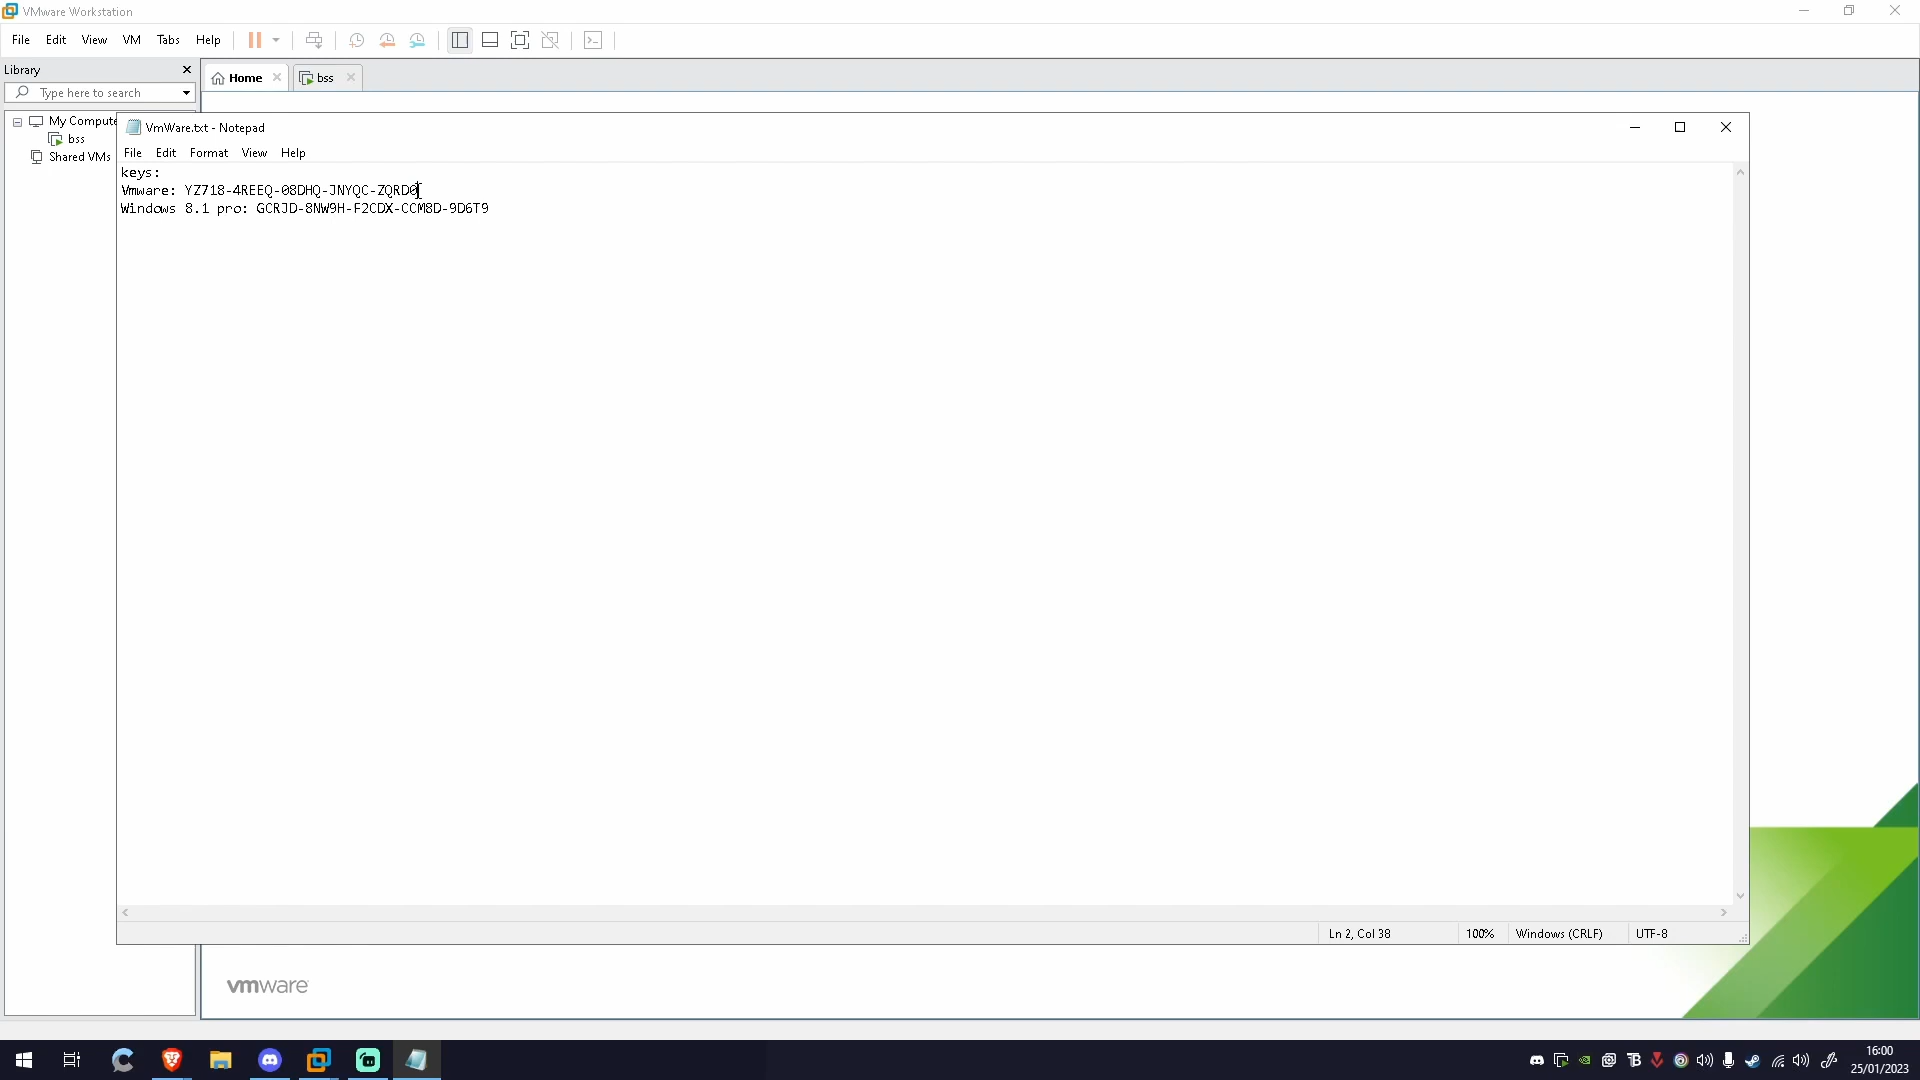 VMware Workstation
File Edit View VM Tabs Help
Library
Home
bss
Type here to search
My Compute
bss
Shared VMs
VmWare.txt - Notepad
File Edit Format View Help
keys:
Vmware: YZ718-4REEQ-08DHQ-JNYQC-ZQRD0
Windows 8.1 pro: GCRJD-8NW9H-F2CDX-CCM8D-9D6T9
Ln 2, Col 38
100%
Windows (CRLF)
UTF-8
vmware
16:00
25/01/2023